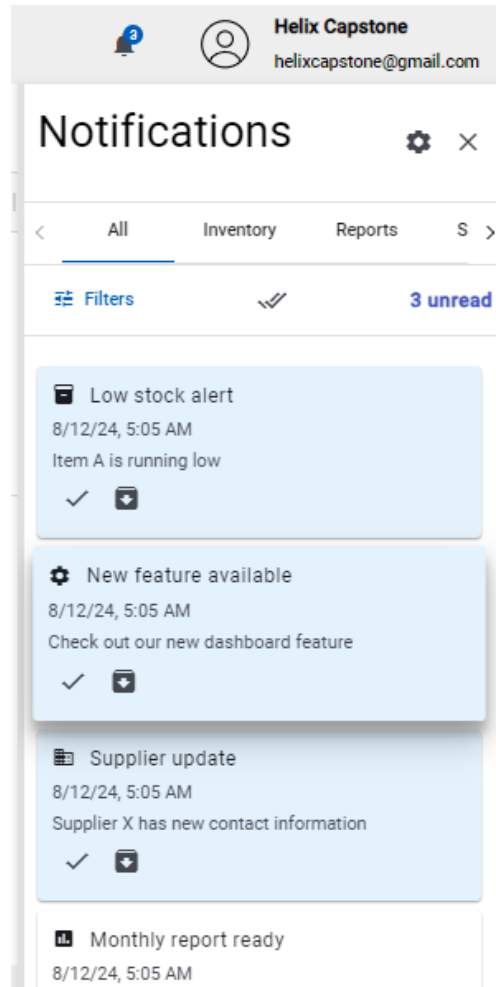 3
Helix Capstone
helixcapstone@gmail.com
Notifications
All Inventory Reports S
Filters 3 unread
Low stock alert
8/12/24, 5:05 AM
Item A is running low
New feature available
8/12/24, 5:05 AM
Check out our new dashboard feature
Supplier update
8/12/24, 5:05 AM
Supplier X has new contact information
Monthly report ready
8/12/24, 5:05 AM